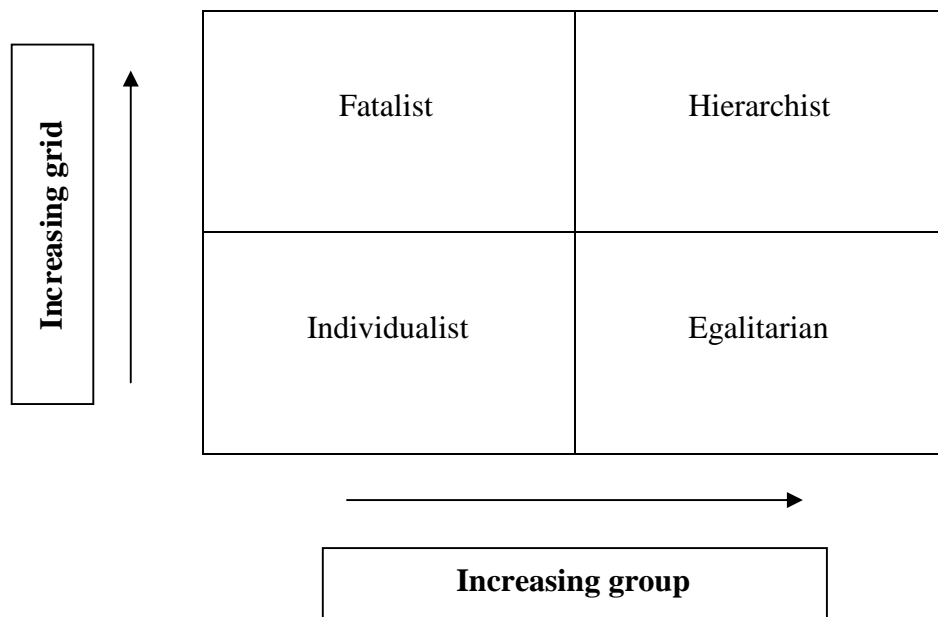 Fatalist
Hierarchist
Increasing grid
Individualist
Egalitarian
Increasing group